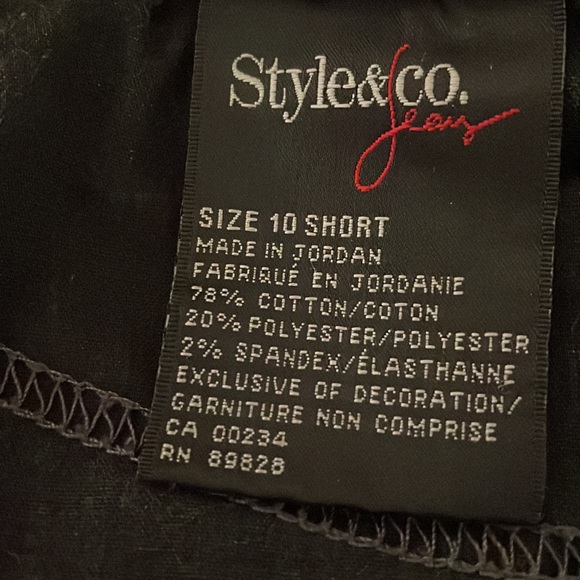 Style&co.
Jeans
SIZE 10 SHORT
MADE IN JORDAN
FABRIQUÉ EN JORDANIE
78% COTTON/COTON
20% POLYESTER/POLYESTER
2% SPANDEX/ÉLASTHANNE
EXCLUSIVE OF DECORATION/
GARNITURE NON COMPRISE
CA 00234
RN 89828